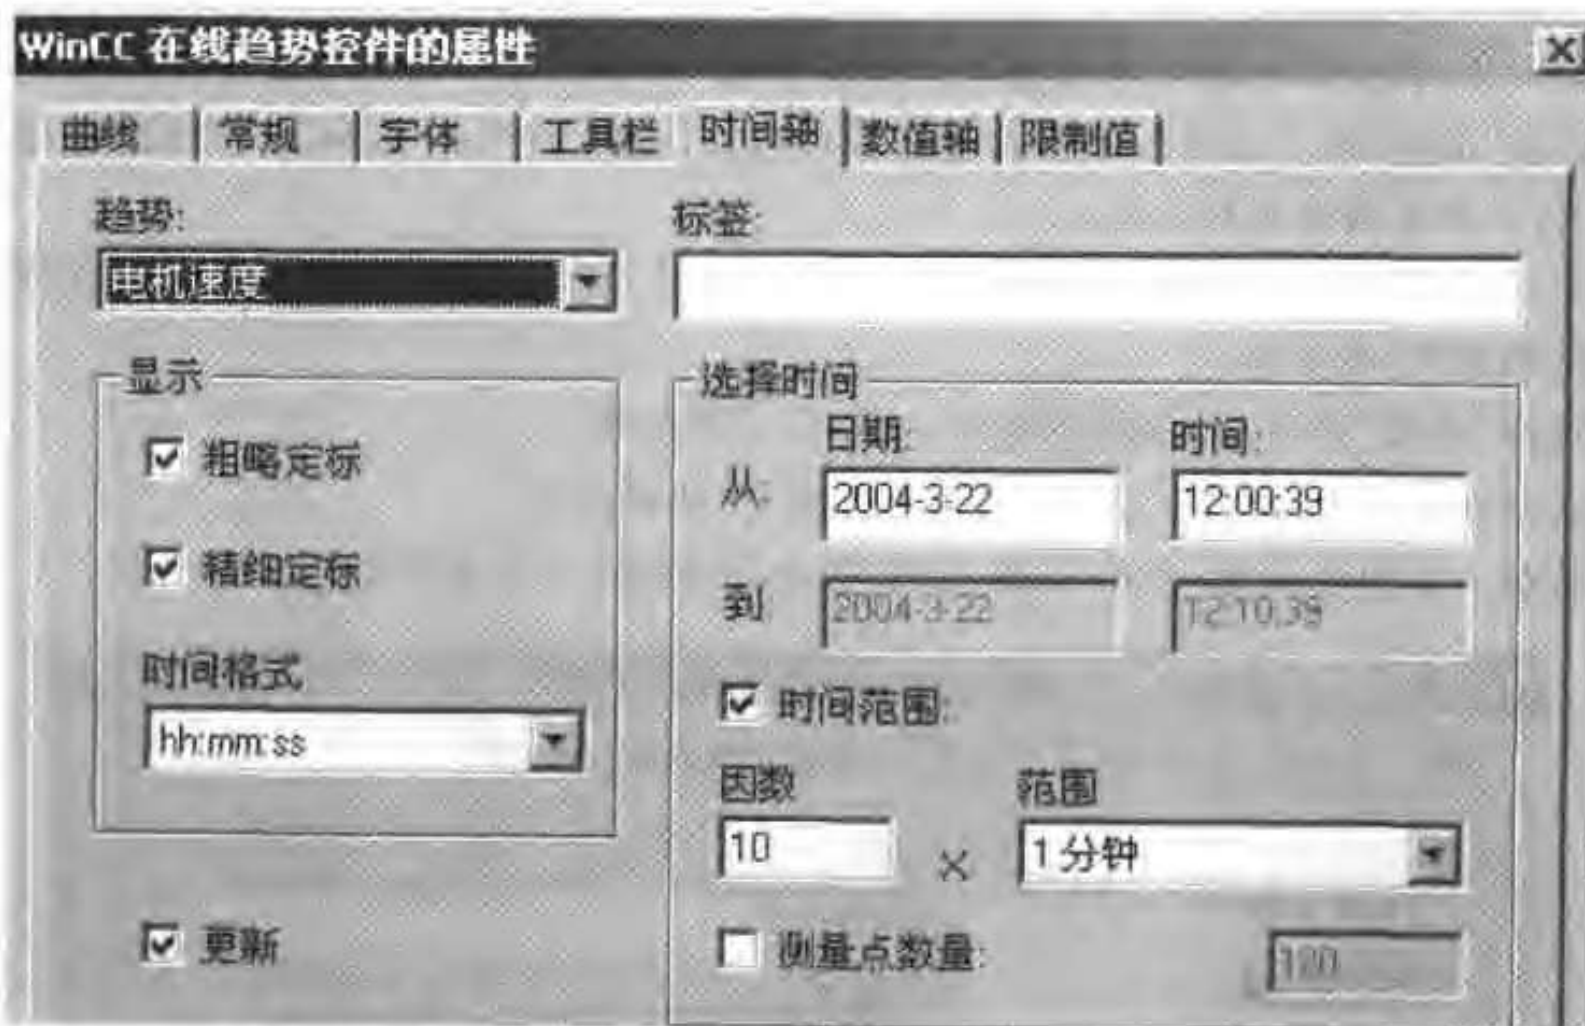 WinCC 在线趋势控件的属性
曲线 常规 字体 工具栏 时间轴 数值轴 限制值
趋势: 标签:
电机速度
显示 选择时间
日期: 时间:
粗略定标
从: 2004-3-22 12:00:39
精细定标
到: 2004-3-22 12:10:39
时间格式
时间范围:
hh:mm:ss
因数 范围
10 × 1 分钟
更新
测量点数量: 120